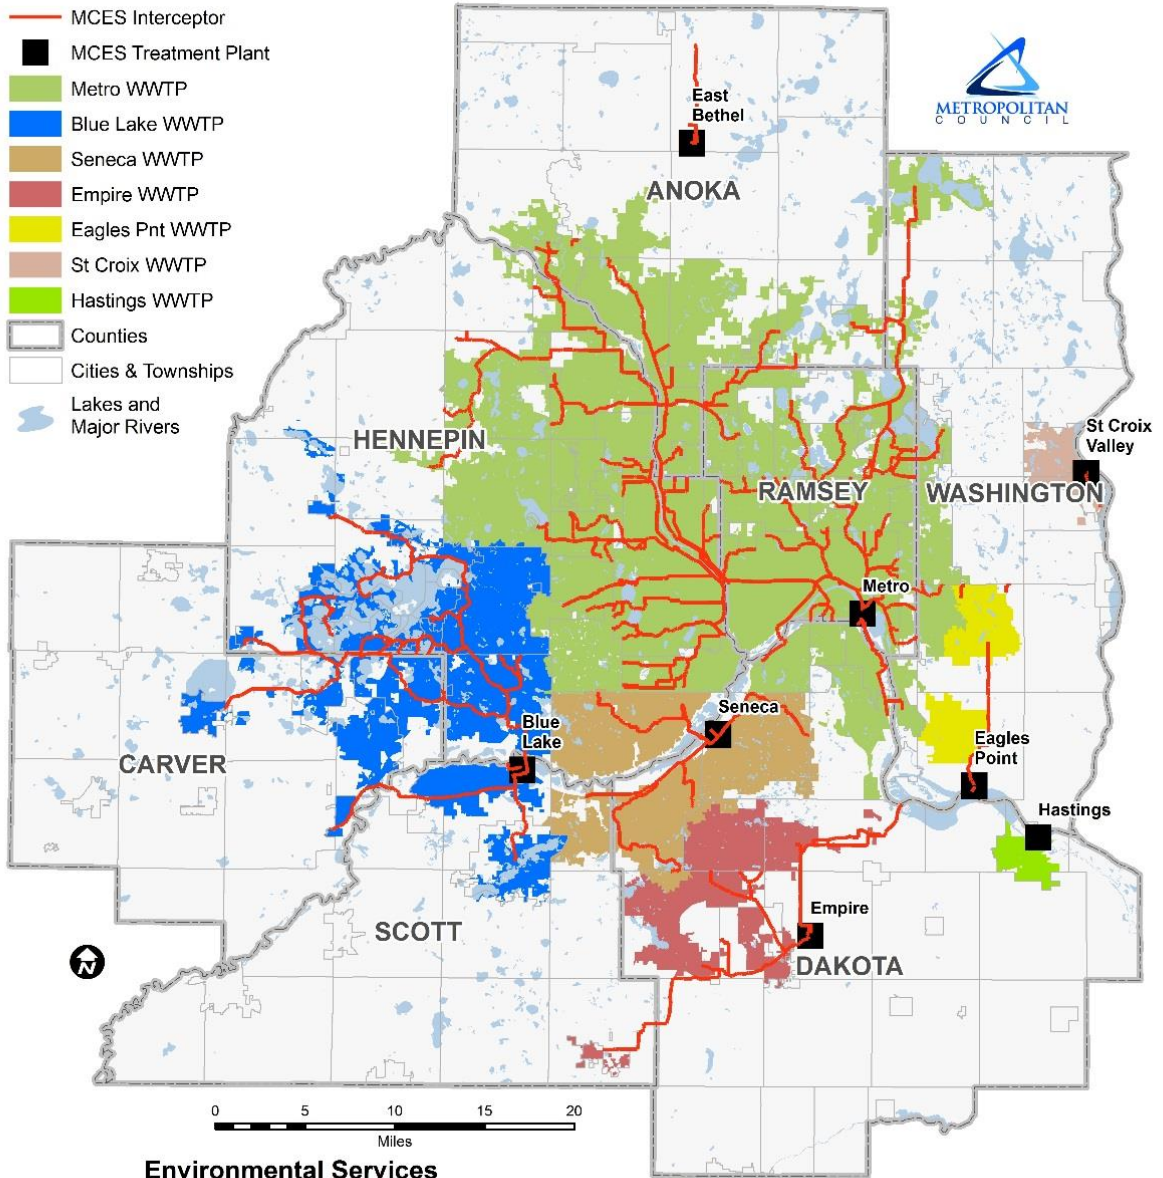 MCES Interceptor
MCES Treatment Plant
Metro WWTP
Blue Lake WWTP
Seneca WWTP
Empire WWTP
Eagles Pnt WWTP
St Croix WWTP
Hastings WWTP
Counties
Cities & Townships
Lakes and
Major Rivers
METROPOLITAN
COUNCIL
East
Bethel
ANOKA
HENNEPIN
RAMSEY
WASHINGTON
St Croix
Valley
Metro
Seneca
Blue
Lake
CARVER
Eagles
Point
Hastings
SCOTT
Empire
DAKOTA
N
0 5 10 15 20
Miles
Environmental Services